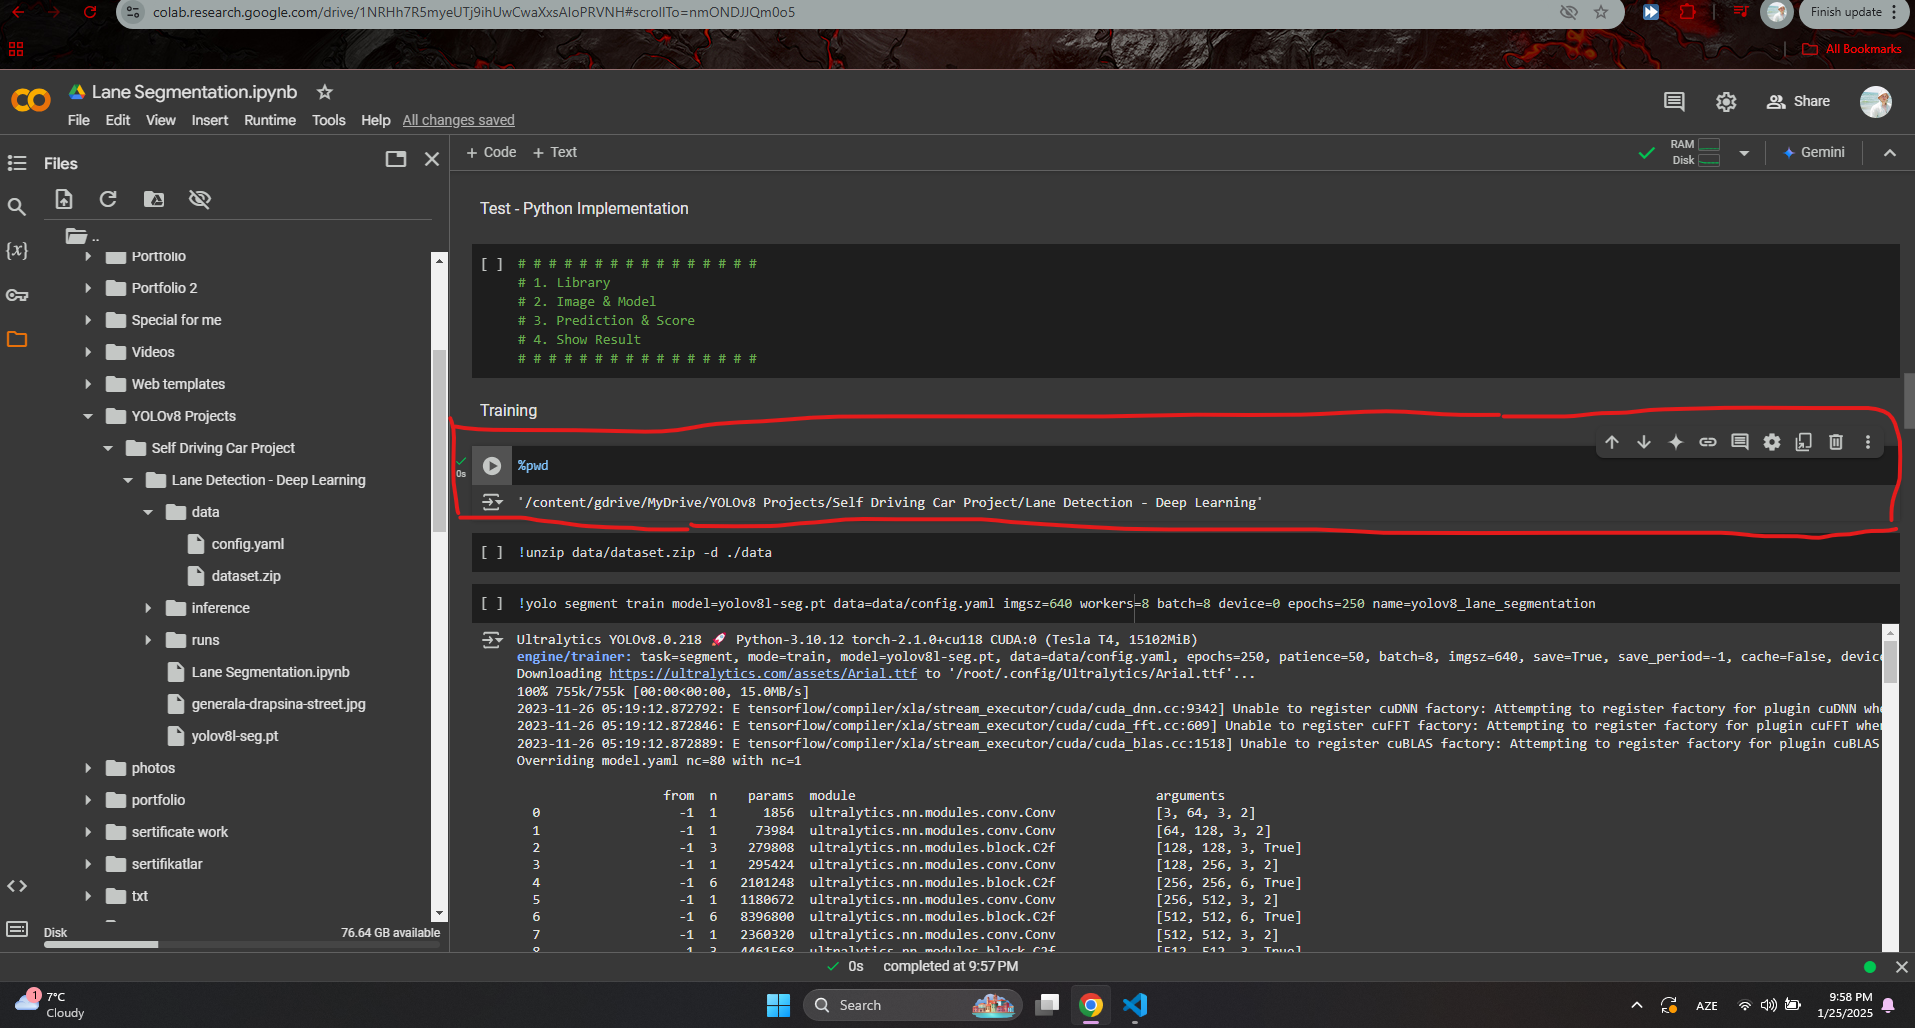 colab.research.google.com/drive/1NRHh7R5myeUTj9ihUwCwaXxsAIoPRVNH#scrollTo=nmONDJJQm0o5
Finish update
All Bookmarks
Lane Segmentation.ipynb
File Edit View Insert Runtime Tools Help All changes saved
Share
Files
+ Code + Text
RAM
Disk
Gemini
{x}
..
Portfolio
Portfolio 2
Special for me
Videos
Web templates
YOLOv8 Projects
Self Driving Car Project
Lane Detection - Deep Learning
data
config.yaml
dataset.zip
inference
runs
Lane Segmentation.ipynb
generala-drapsina-street.jpg
yolov8l-seg.pt
photos
portfolio
sertificate work
sertifikatlar
txt
Disk 76.64 GB available
Test - Python Implementation
[ ] # # # # # # # # # # # # # # # #
# 1. Library
# 2. Image & Model
# 3. Prediction & Score
# 4. Show Result
# # # # # # # # # # # # # # # #
Training
0s
%pwd
'/content/gdrive/MyDrive/YOLOv8 Projects/Self Driving Car Project/Lane Detection - Deep Learning'
[ ] !unzip data/dataset.zip -d ./data
[ ] !yolo segment train model=yolov8l-seg.pt data=data/config.yaml imgsz=640 workers=8 batch=8 device=0 epochs=250 name=yolov8_lane_segmentation
Ultralytics YOLOv8.0.218 🚀 Python-3.10.12 torch-2.1.0+cu118 CUDA:0 (Tesla T4, 15102MiB)
engine/trainer: task=segment, mode=train, model=yolov8l-seg.pt, data=data/config.yaml, epochs=250, patience=50, batch=8, imgsz=640, save=True, save_period=-1, cache=False, devic
Downloading https://ultralytics.com/assets/Arial.ttf to '/root/.config/Ultralytics/Arial.ttf'...
100% 755k/755k [00:00<00:00, 15.0MB/s]
2023-11-26 05:19:12.872792: E tensorflow/compiler/xla/stream_executor/cuda/cuda_dnn.cc:9342] Unable to register cuDNN factory: Attempting to register factory for plugin cuDNN whe
2023-11-26 05:19:12.872846: E tensorflow/compiler/xla/stream_executor/cuda/cuda_fft.cc:609] Unable to register cuFFT factory: Attempting to register factory for plugin cuFFT when
2023-11-26 05:19:12.872889: E tensorflow/compiler/xla/stream_executor/cuda/cuda_blas.cc:1518] Unable to register cuBLAS factory: Attempting to register factory for plugin cuBLAS
Overriding model.yaml nc=80 with nc=1
from n params module arguments
0 -1 1 1856 ultralytics.nn.modules.conv.Conv [3, 64, 3, 2]
1 -1 1 73984 ultralytics.nn.modules.conv.Conv [64, 128, 3, 2]
2 -1 3 279808 ultralytics.nn.modules.block.C2f [128, 128, 3, True]
3 -1 1 295424 ultralytics.nn.modules.conv.Conv [128, 256, 3, 2]
4 -1 6 2101248 ultralytics.nn.modules.block.C2f [256, 256, 6, True]
5 -1 1 1180672 ultralytics.nn.modules.conv.Conv [256, 512, 3, 2]
6 -1 6 8396800 ultralytics.nn.modules.block.C2f [512, 512, 6, True]
7 -1 1 2360320 ultralytics.nn.modules.conv.Conv [512, 512, 3, 2]
8 -1 3 4461568 ultralytics.nn.modules.block.C2f [512, 512, 3, True]
0s completed at 9:57 PM
1
7°C
Cloudy
Search
AZE
9:58 PM
1/25/2025